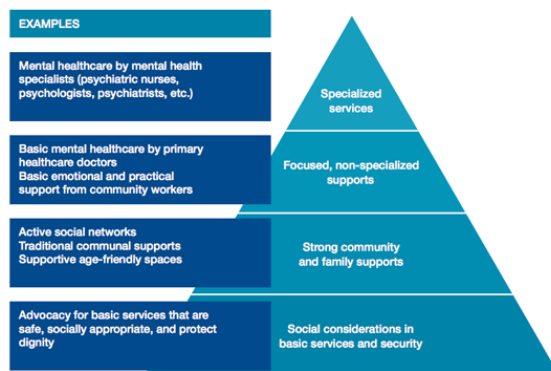 EXAMPLES
Mental healthcare by mental health
specialists (psychiatric nurses,
psychologists, psychiatrists, etc.)
Specialized
services
Basic mental healthcare by primary
healthcare doctors
Basic emotional and practical
support from community workers
Focused, non-specialized
supports
Active social networks
Traditional communal supports
Supportive age-friendly spaces
Strong community
and family supports
Advocacy for basic services that are
safe, socially appropriate, and protect
dignity
Social considerations in
basic services and security